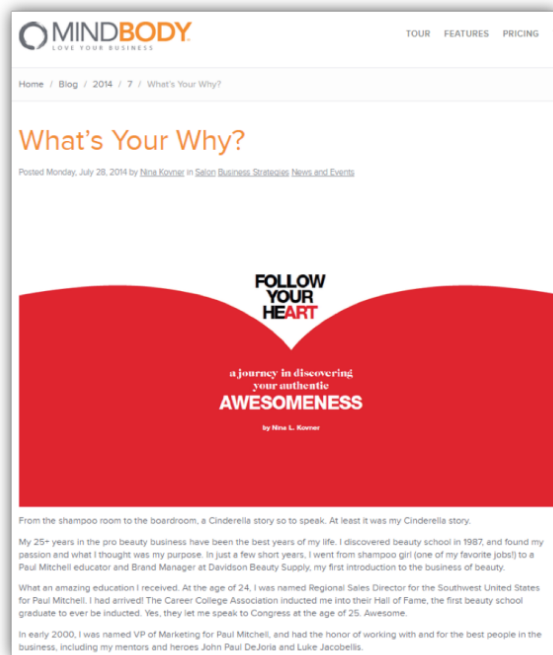 MINDBODY
LOVE YOUR BUSINESS
TOUR FEATURES PRICING
Home / Blog / 2014 / 7 / What's Your Why?
What's Your Why?
Posted Monday, July 28, 2014 by Nina Kovner in Salon Business Strategies News and Events
FOLLOW
YOUR
HEART
a journey in discovering
your authentic
AWESOMENESS
by Nina L. Kovner
From the shampoo room to the boardroom, a Cinderella story so to speak. At least it was my Cinderella story.
My 25+ years in the pro beauty business have been the best years of my life. I discovered beauty school in 1987, and found my
passion and what I thought was my purpose. In just a few short years, I went from shampoo girl (one of my favorite jobs!) to a
Paul Mitchell educator and Brand Manager at Davidson Beauty Supply, my first introduction to the business of beauty.
What an amazing education I received. At the age of 24, I was named Regional Sales Director for the Southwest United States
for Paul Mitchell. I had arrived! The Career College Association inducted me into their Hall of Fame, the first beauty school
graduate to ever be inducted. Yes, they let me speak to Congress at the age of 25. Awesome.
In early 2000, I was named VP of Marketing for Paul Mitchell, and had the honor of working with and for the best people in the
business, including my mentors and heroes John Paul DeJoria and Luke Jacobellis.